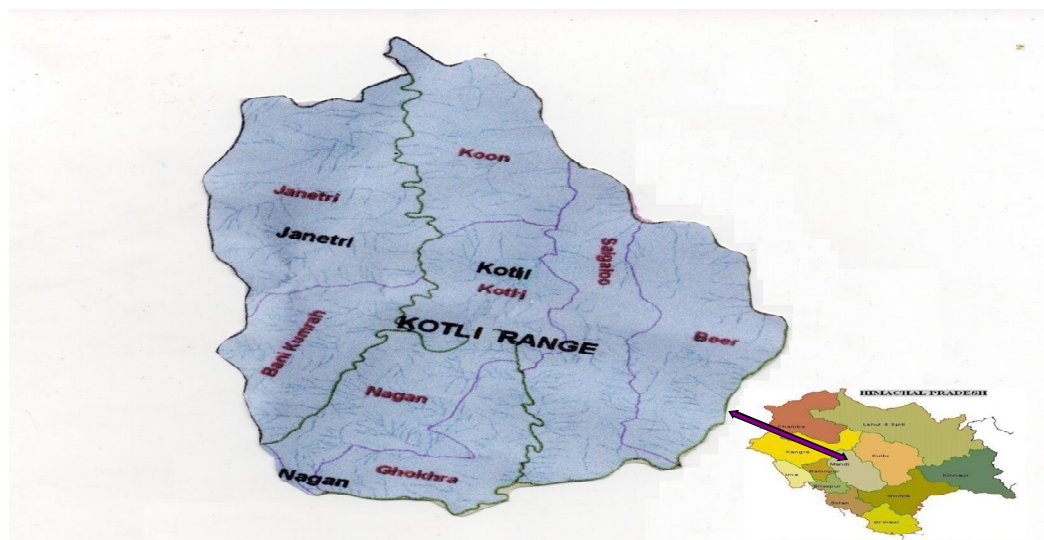 Koon
Janetri
Janetri
Saigaloo
Kotli
Kotli
Bani Kumrah
KOTLI RANGE
Beer
Nagan
Ghokhra
Nagan
HIMACHAL PRADESH
Chamba
Lahul & Spiti
Kangra
Mandi
Kullu
Una
Hamirpur
Kinnaur
Bilaspur
Shimla
Solan
Sirmaur